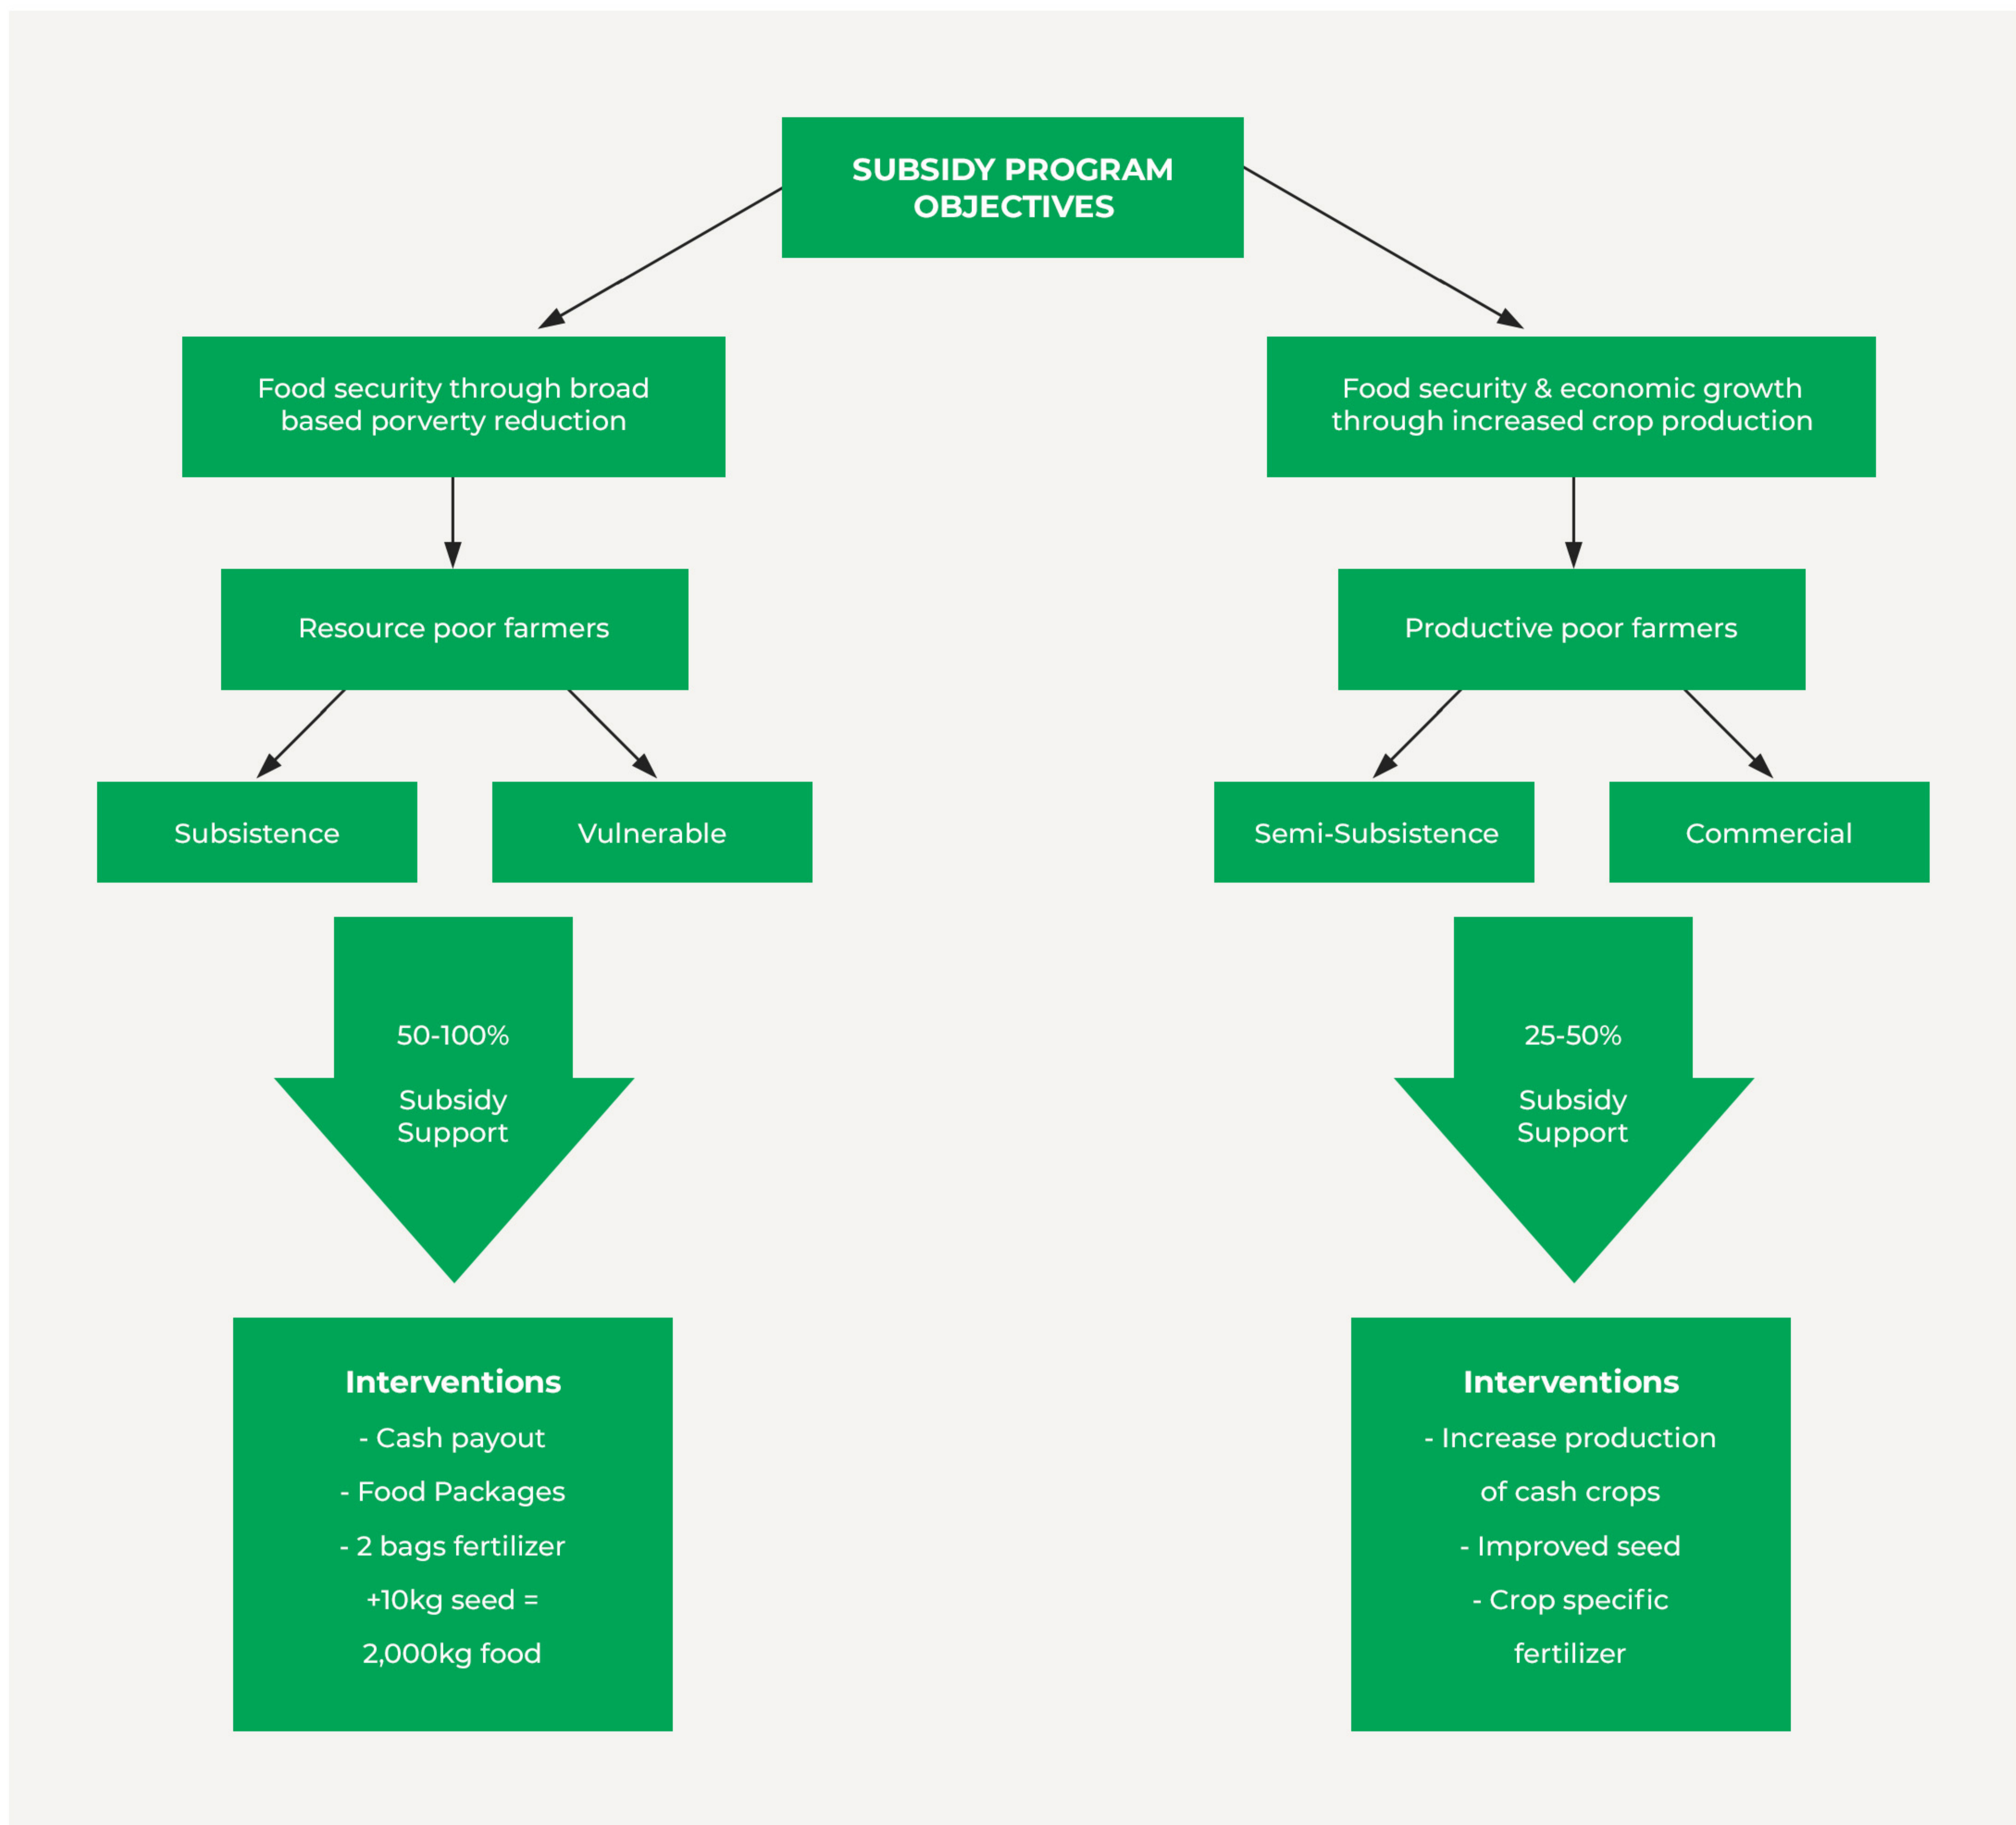 SUBSIDY PROGRAM
OBJECTIVES
Food security through broad
based porverty reduction
Food security & economic growth
through increased crop production
Resource poor farmers
Productive poor farmers
Subsistence
Vulnerable
Semi-Subsistence
Commercial
50-100%
Subsidy
Support
25-50%
Subsidy
Support
Interventions
- Cash payout
- Food Packages
- 2 bags fertilizer
+10kg seed =
2,000kg food
Interventions
- Increase production
of cash crops
- Improved seed
- Crop specific
fertilizer